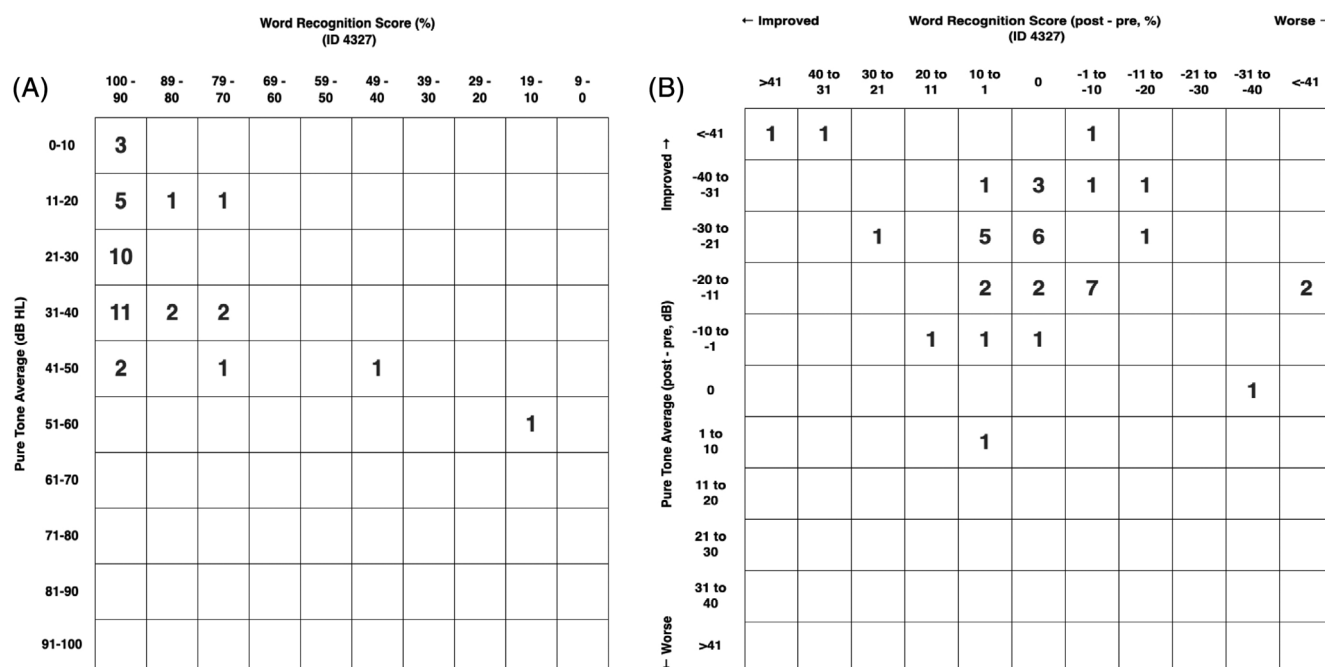 Word Recognition Score (%)
(ID 4327)
(A)
100 - 90 89 - 80 79 - 70 69 - 60 59 - 50 49 - 40 39 - 30 29 - 20 19 - 10 9 - 0
Pure Tone Average (dB HL)
0-10 3
11-20 5 1 1
21-30 10
31-40 11 2 2
41-50 2 1 1
51-60 1
61-70
71-80
81-90
91-100
← Improved Word Recognition Score (post - pre, %) Worse →
(ID 4327)
(B)
>41 40 to 31 30 to 21 20 to 11 10 to 1 0 -1 to -10 -11 to -20 -21 to -30 -31 to -40 <-41
Improved →
Pure Tone Average (post - pre, dB)
← Worse
<-41 1 1 1
-40 to -31 1 3 1 1
-30 to -21 1 5 6 1
-20 to -11 2 2 7 2
-10 to -1 1 1 1
0 1
1 to 10 1
11 to 20
21 to 30
31 to 40
>41